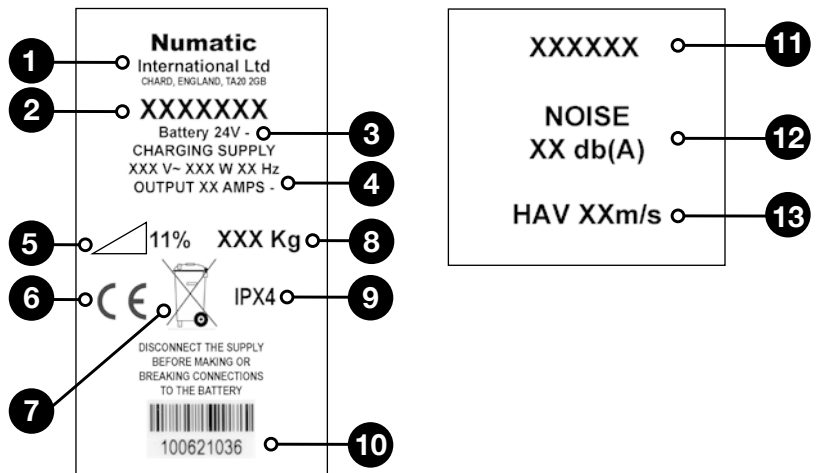 1
Numatic
International Ltd
CHARD, ENGLAND, TA20 2GB
2
XXXXXXX
Battery 24V -
3
CHARGING SUPPLY
XXX V~ XXX W XX Hz
OUTPUT XX AMPS -
4
5
11%
XXX Kg
8
6
CE
IPX4
9
7
DISCONNECT THE SUPPLY
BEFORE MAKING OR
BREAKING CONNECTIONS
TO THE BATTERY
100621036
10
XXXXXX
11
NOISE
XX db(A)
12
HAV XXm/s
13